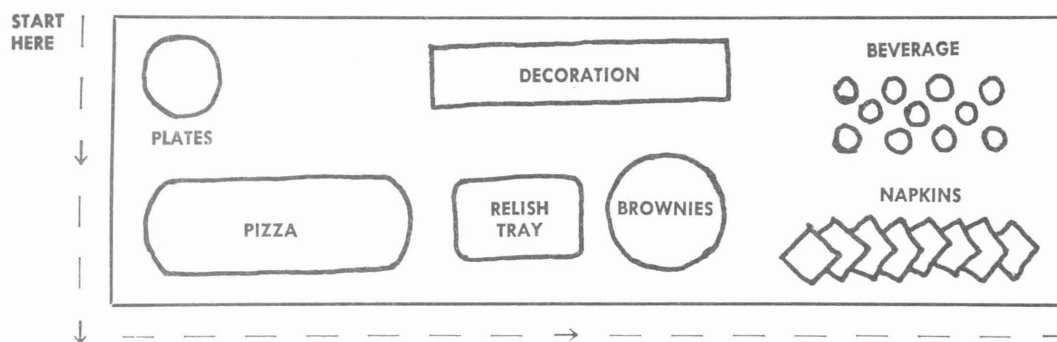 START
HERE
DECORATION
BEVERAGE
PLATES
PIZZA
RELISH
TRAY
BROWNIES
NAPKINS